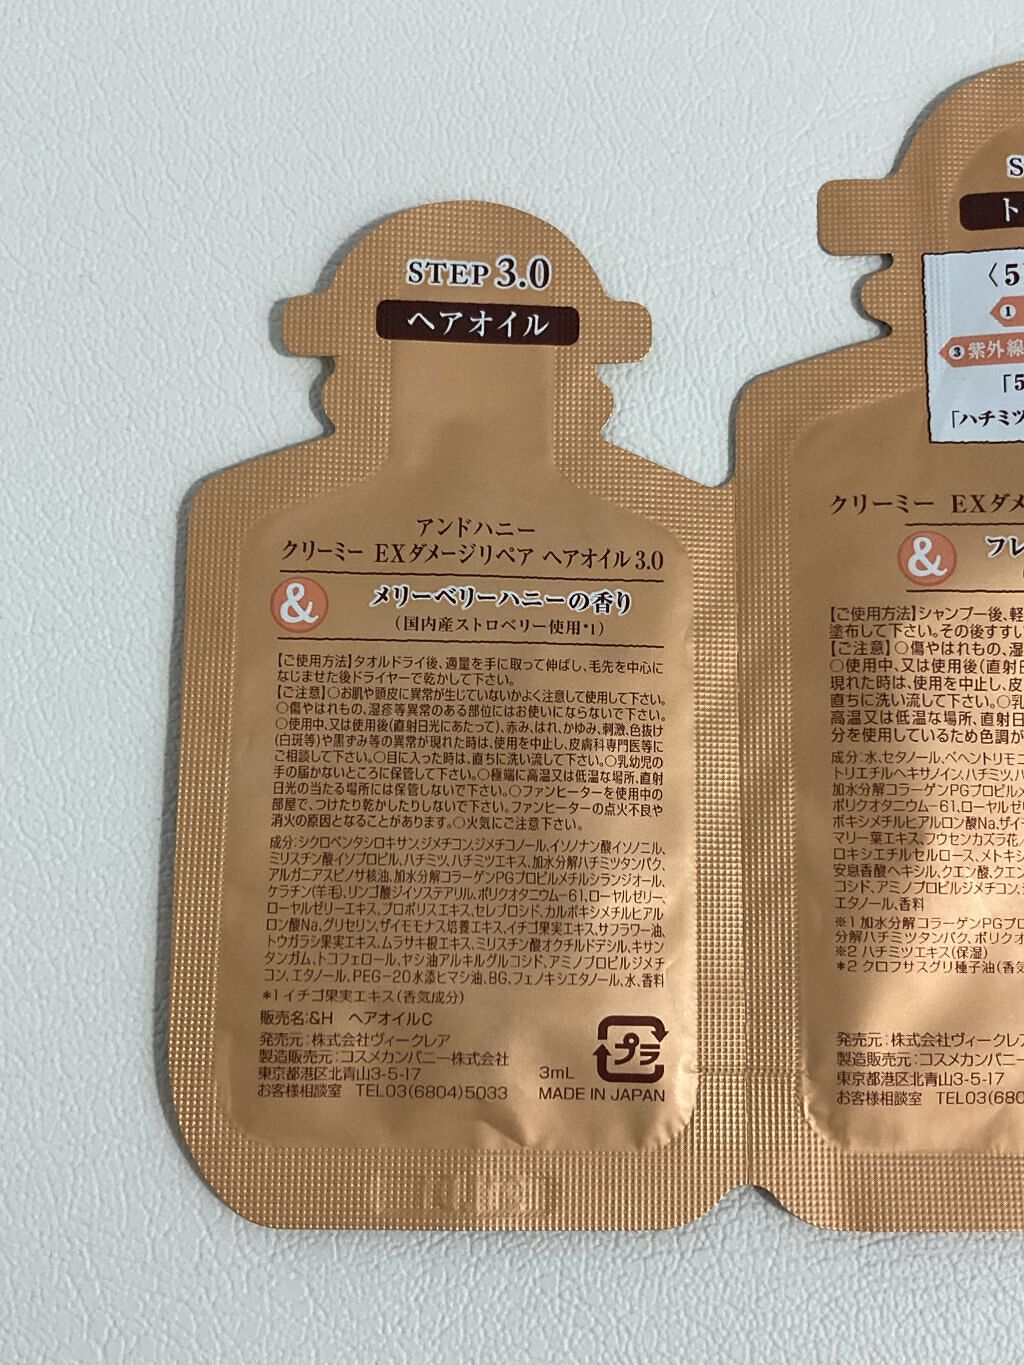 STEP 3.0
ヘアオイル
アンドハニー
クリーミー EXダメージリペア ヘアオイル3.0
&
メリーベリーハニーの香り
(国内産ストロベリー使用*1)
【ご使用方法】タオルドライ後、適量を手に取って伸ばし、毛先を中心に
なじませた後ドライヤーで乾かして下さい。
【ご注意】○お肌や頭皮に異常が生じていないかよく注意して使用して下さい。
○傷やはれもの、湿疹等異常のある部位にはお使いにならないで下さい。
○使用中、又は使用後(直射日光にあたって)、赤み、はれ、かゆみ、刺激、色抜け
(白斑等)や黒ずみ等の異常が現れた時は、使用を中止し、皮膚科専門医等に
ご相談して下さい。○目に入った時は、直ちに洗い流して下さい。○乳幼児の
手の届かないところに保管して下さい。○極端に高温又は低温な場所、直射
日光の当たる場所には保管しないで下さい。○ファンヒーターを使用中の
部屋で、つけたり乾かしたりしないで下さい。ファンヒーターの点火不良や
消火の原因となることがあります。○火気にご注意下さい。
成分:シクロペンタシロキサン、ジメチコン、ジメチコノール、イソノナン酸イソノニル、
ミリスチン酸イソプロピル、ハチミツ、ハチミツエキス、加水分解ハチミツタンパク、
アルガニアスピノサ核油、加水分解コラーゲンPGプロピルメチルシランジオール、
ケラチン(羊毛)、リンゴ酸ジイソステアリル、ポリクオタニウム-61、ローヤルゼリー、
ローヤルゼリーエキス、プロポリスエキス、セレブロシド、カルボキシメチルヒアル
ロン酸Na、グリセリン、ザイモモナス培養エキス、イチゴ果実エキス、サフラワー油、
トウガラシ果実エキス、ムラサキ根エキス、ミリスチン酸オクチルドデシル、キサン
タンガム、トコフェロール、ヤシ油アルキルグルコシド、アミノプロピルジメチ
コン、エタノール、PEG-20水添ヒマシ油、BG、フェノキシエタノール、水、香料
*1 イチゴ果実エキス(香気成分)
販売名:&H ヘアオイルC
発売元:株式会社ヴィークレア
製造販売元:コスメカンパニー株式会社
東京都港区北青山3-5-17
お客様相談室 TEL03(6804)5033
プラ
3mL
MADE IN JAPAN
S
ト
〈5
①
③紫外線
「5
「ハチミツ
クリーミー EXダメ
&
フレ
【ご使用方法】シャンプー後、軽
塗布して下さい。その後すすい
【ご注意】○傷やはれもの、湿
○使用中、又は使用後(直射日
現れた時は、使用を中止し、皮
直ちに洗い流して下さい。○乳
高温又は低温な場所、直射日
分を使用しているため色調が
成分:水、セタノール、ベヘントリモニ
トリエチルヘキサノイン、ハチミツ、ハ
加水分解コラーゲンPGプロピルメ
ポリクオタニウム-61、ローヤルゼ
ボキシメチルヒアルロン酸Na、ザイ
マリー葉エキス、フウセンカズラ花/
ロキシエチルセルロース、メトキシ
安息香酸ヘキシル、クエン酸、クエン
コシド、アミノプロピルジメチコン、
エタノール、香料
※1 加水分解コラーゲンPGプロ
分解ハチミツタンパク、ポリクオ
※2 ハチミツエキス(保湿)
*2 クロフサスグリ種子油(香気
発売元:株式会社ヴィークレア
製造販売元:コスメカンパニー
東京都港区北青山3-5-17
お客様相談室 TEL03(680